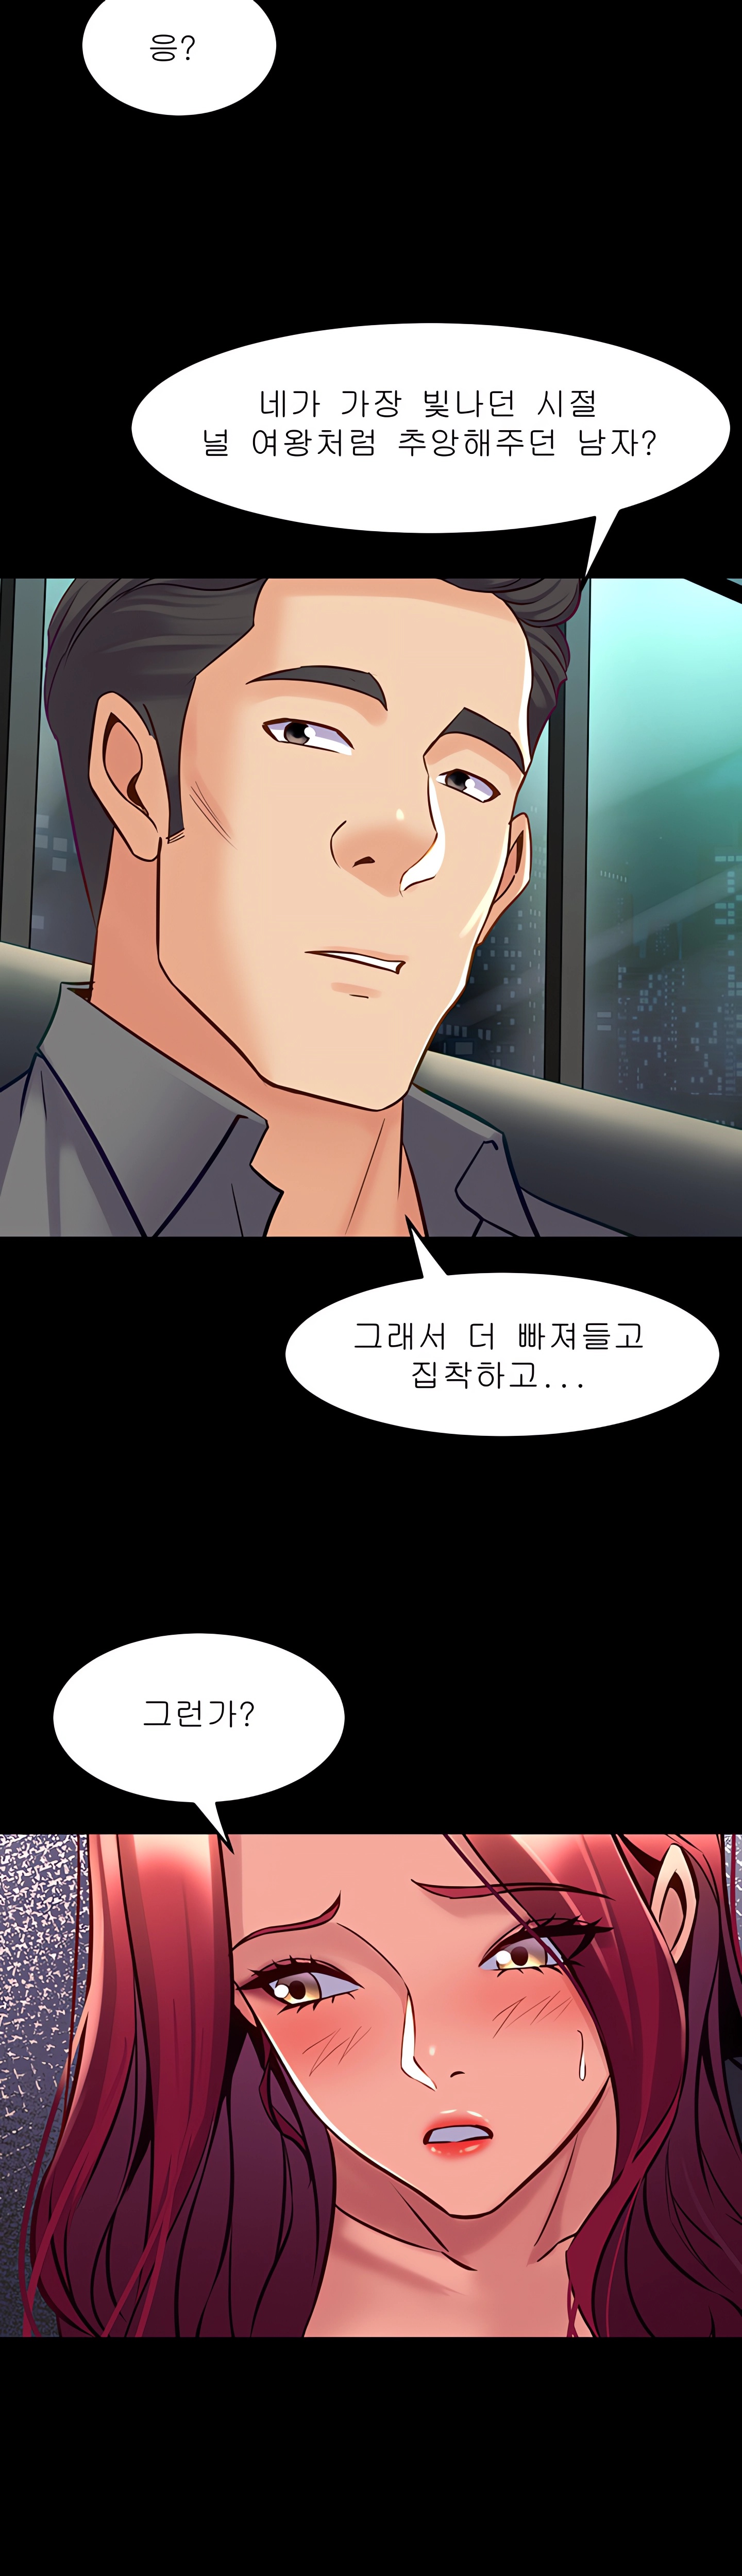 응?
네가 가장 빛나던 시절
널 여왕처럼 추앙해주던 남자?
그래서 더 빠져들고
집착하고...
그런가?